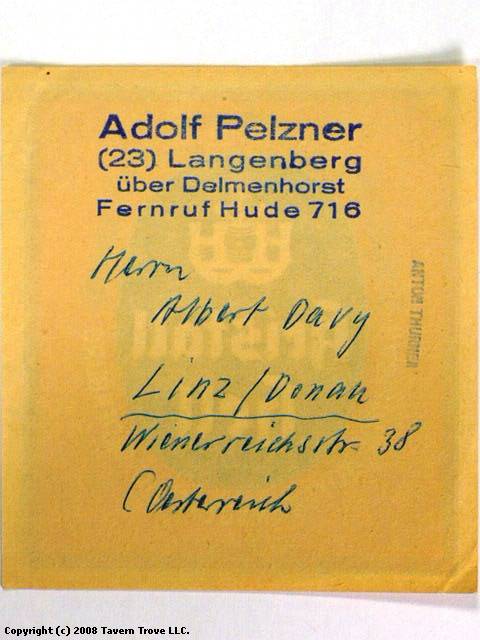 Adolf Pelzner
(23) Langenberg
über Delmenhorst
Fernruf Hude 716
Herrn
Albert Davy
Linz/Donau
Wienerreichsstr. 38
(Oesterreich
ANTON THURNER
Copyright (c) 2008 Tavern Trove LLC.